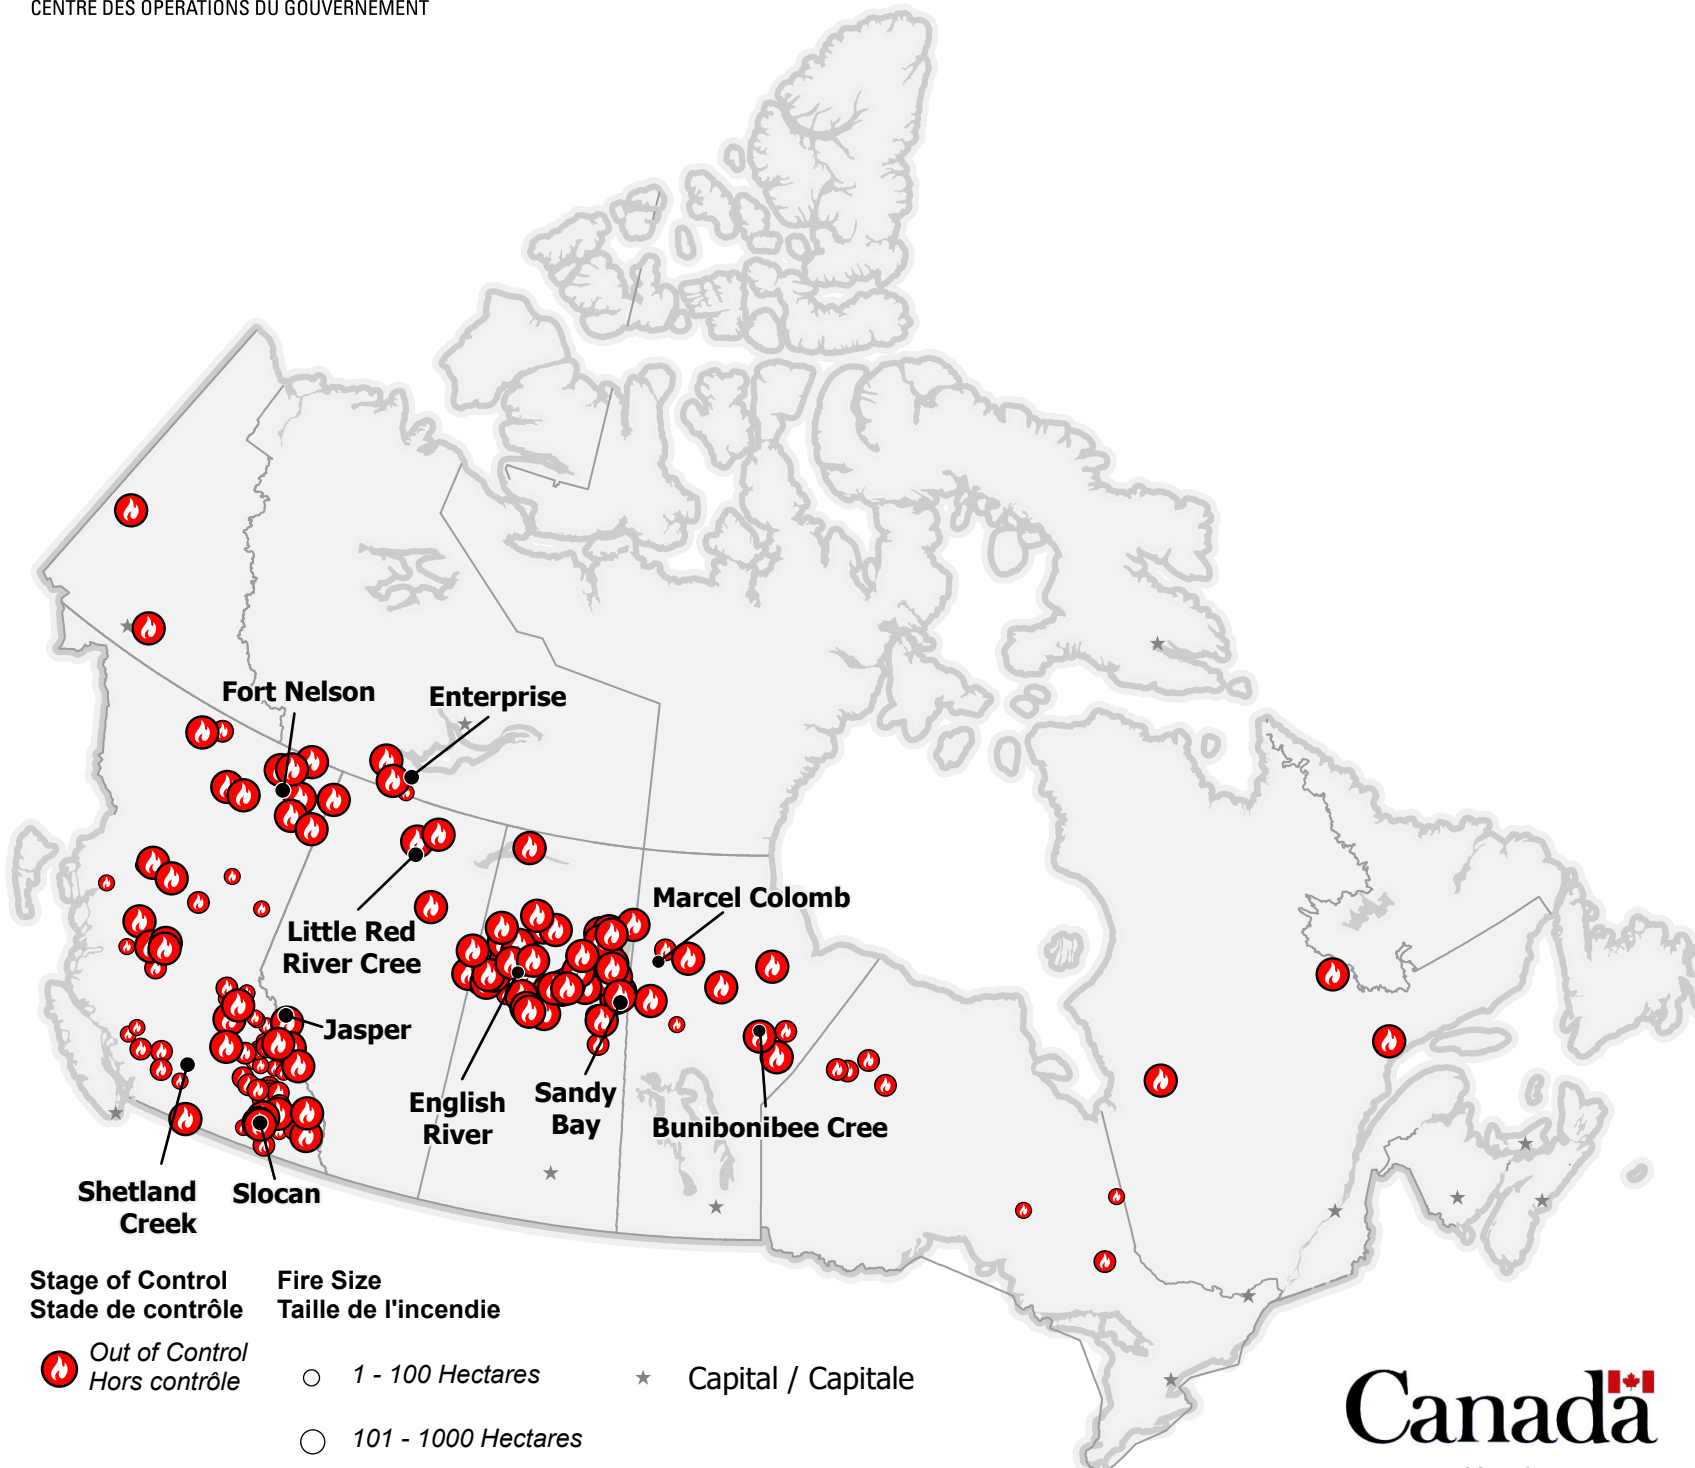 CENTRE DES OPÉRATIONS DU GOUVERNEMENT
Fort Nelson
Enterprise
Marcel Colomb
Little Red
River Cree
Jasper
English
River
Sandy
Bay
Bunibonibee Cree
Shetland
Creek
Slocan
Stage of Control
Stade de contrôle
Fire Size
Taille de l'incendie
Out of Control
Hors contrôle
1 - 100 Hectares
101 - 1000 Hectares
Capital / Capitale
Canada